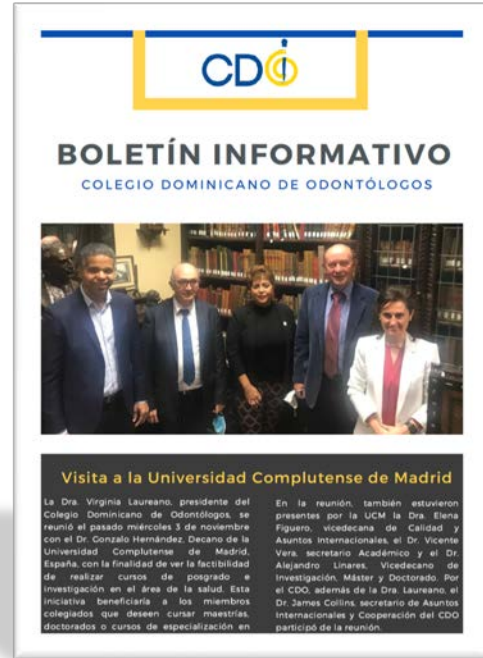 CDO
BOLETÍN INFORMATIVO
COLEGIO DOMINICANO DE ODONTÓLOGOS
Visita a la Universidad Complutense de Madrid
La Dra. Virginia Laureano, presidente del
Colegio Dominicano de Odontólogos, se
reunió el pasado miércoles 3 de noviembre
con el Dr. Gonzalo Hernández, Decano de la
Universidad Complutense de Madrid,
España, con la finalidad de ver la factibilidad
de realizar cursos de posgrado e
investigación en el área de la salud. Esta
iniciativa beneficiaría a los miembros
colegiados que deseen cursar maestrías,
doctorados o cursos de especialización en
En la reunión, también estuvieron
presentes por la UCM la Dra. Elena
Figuero, vicedecana de Calidad y
Asuntos Internacionales, el Dr. Vicente
Vera, secretario Académico y el Dr.
Alejandro Linares, Vicedecano de
Investigación, Máster y Doctorado. Por
el CDO, además de la Dra. Laureano, el
Dr. James Collins, secretario de Asuntos
Internacionales y Cooperación del CDO
participó de la reunión.